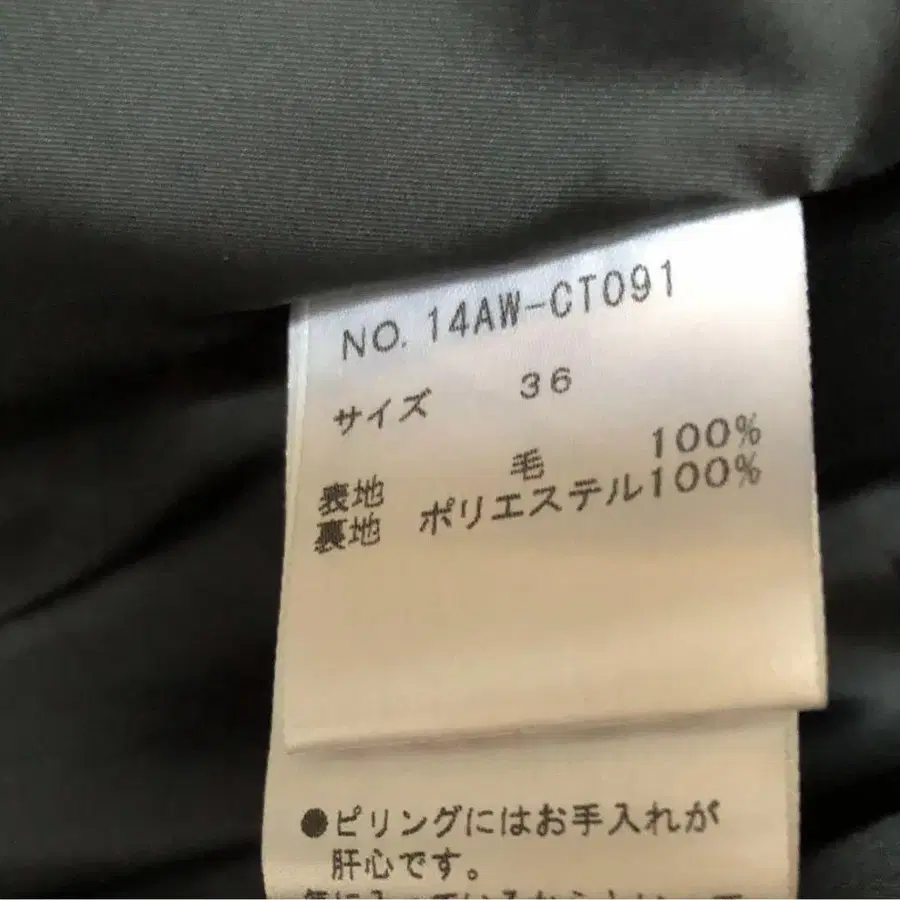 NO. 14AW-CT091
サイズ 36
表地 毛 100%
裏地 ポリエステル100%
●ピリングにはお手入れが
肝心です。